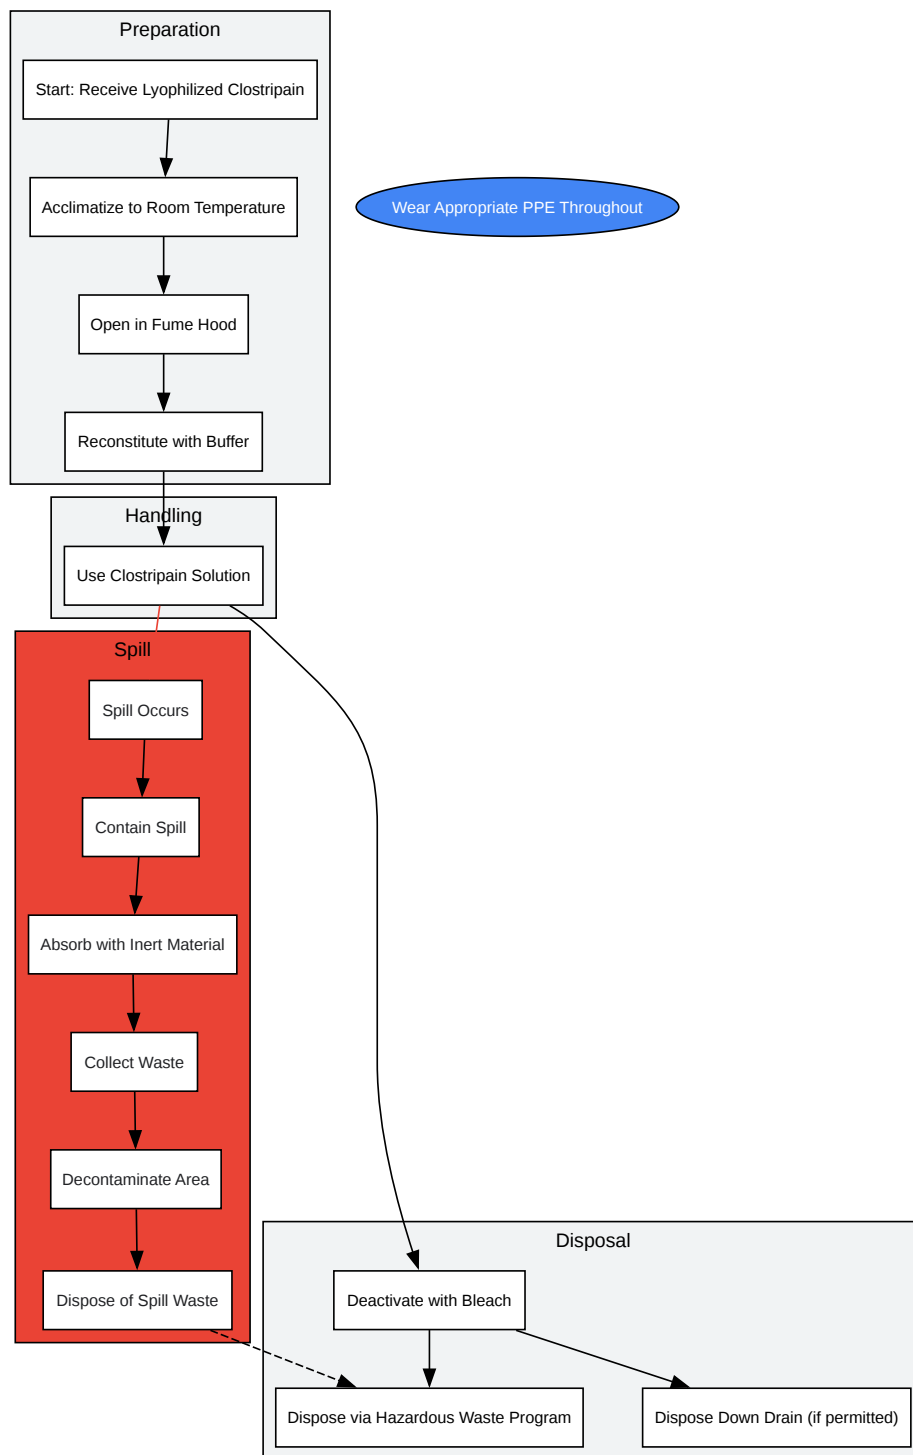 Preparation
Start: Receive Lyophilized Clostripain
Acclimatize to Room Temperature
Wear Appropriate PPE Throughout
Open in Fume Hood
Reconstitute with Buffer
Handling
Use Clostripain Solution
Spill
Spill Occurs
Contain Spill
Absorb with Inert Material
Collect Waste
Decontaminate Area
Disposal
Dispose of Spill Waste
Deactivate with Bleach
Dispose via Hazardous Waste Program
Dispose Down Drain (if permitted)